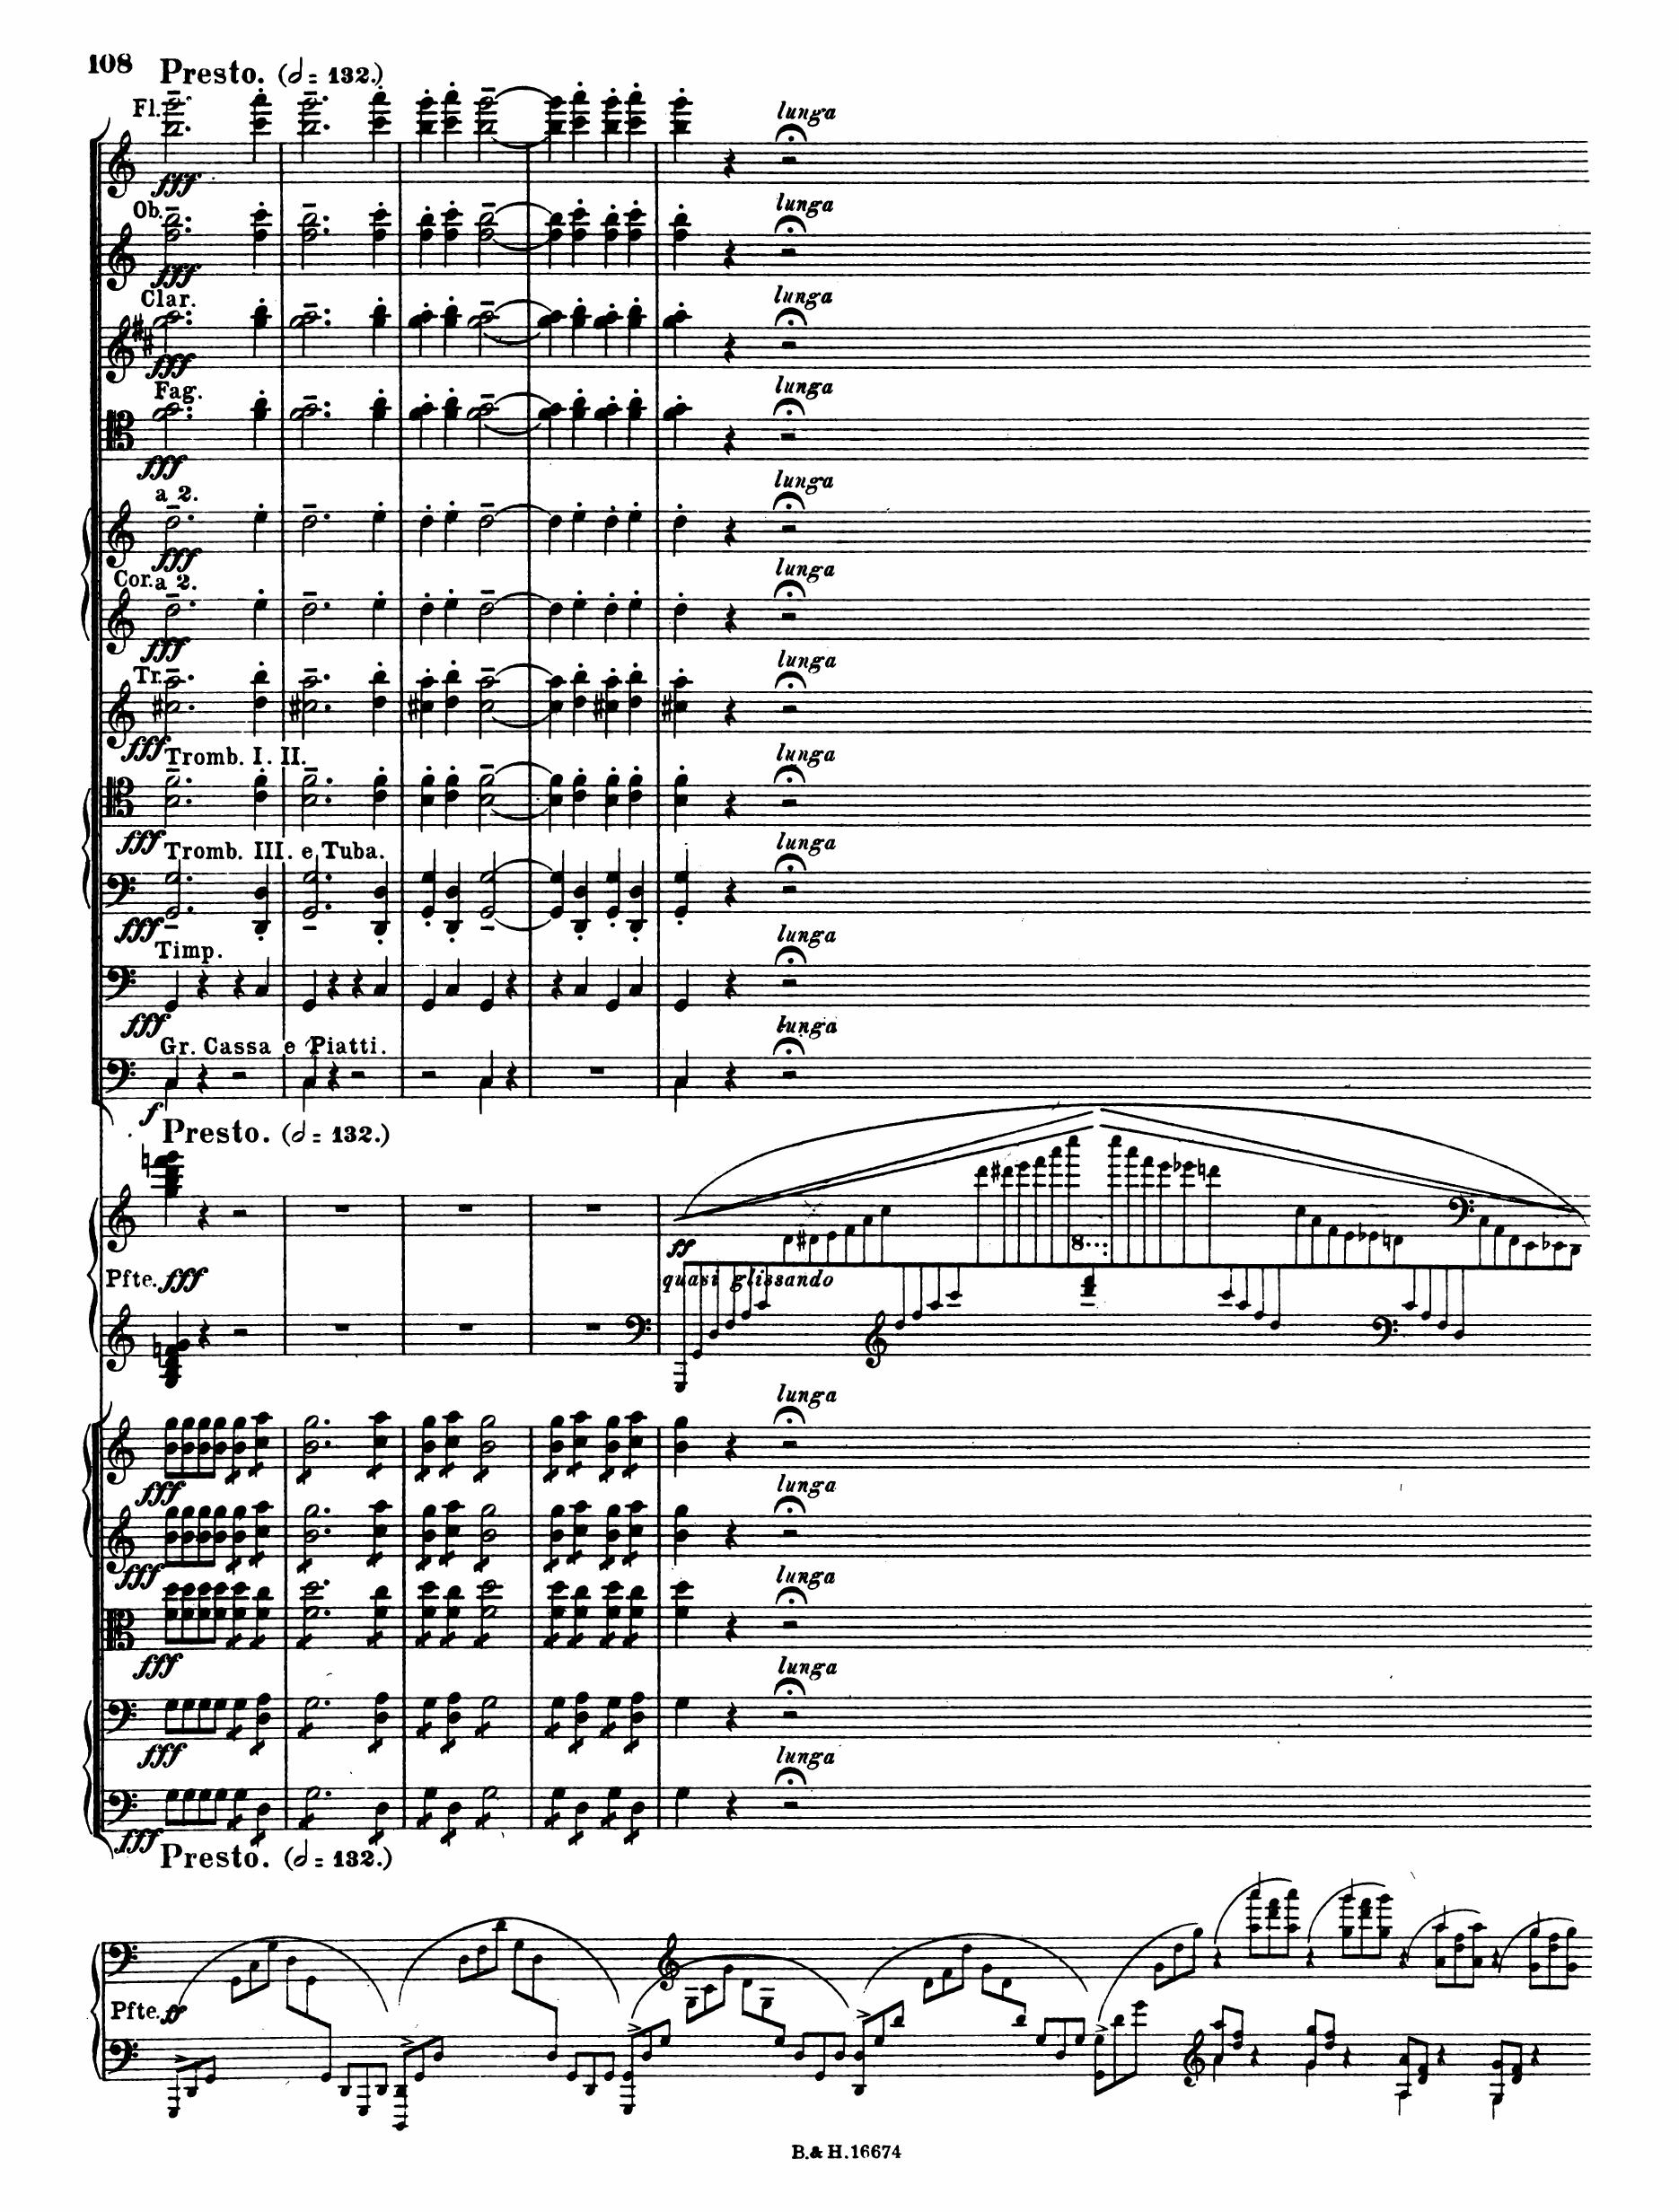 108 Presto. (𝅗𝅥 = 132.)
Fl.
lunga
fff
Ob.
lunga
fff
Clar.
lunga
fff
Fag.
lunga
fff
a 2.
lunga
fff
Cor. a 2.
lunga
fff
Tr.
lunga
fff
Tromb. I. II.
lunga
fff
Tromb. III. e Tuba.
lunga
fff
Timp.
lunga
fff
Gr. Cassa e Piatti.
lunga
f
Presto. (𝅗𝅥 = 132.)
ff
8...
Pfte. fff
quasi glissando
lunga
fff
lunga
fff
lunga
fff
lunga
fff
lunga
fff
Presto. (𝅗𝅥 = 132.)
Pfte. ff
B. & H. 16674